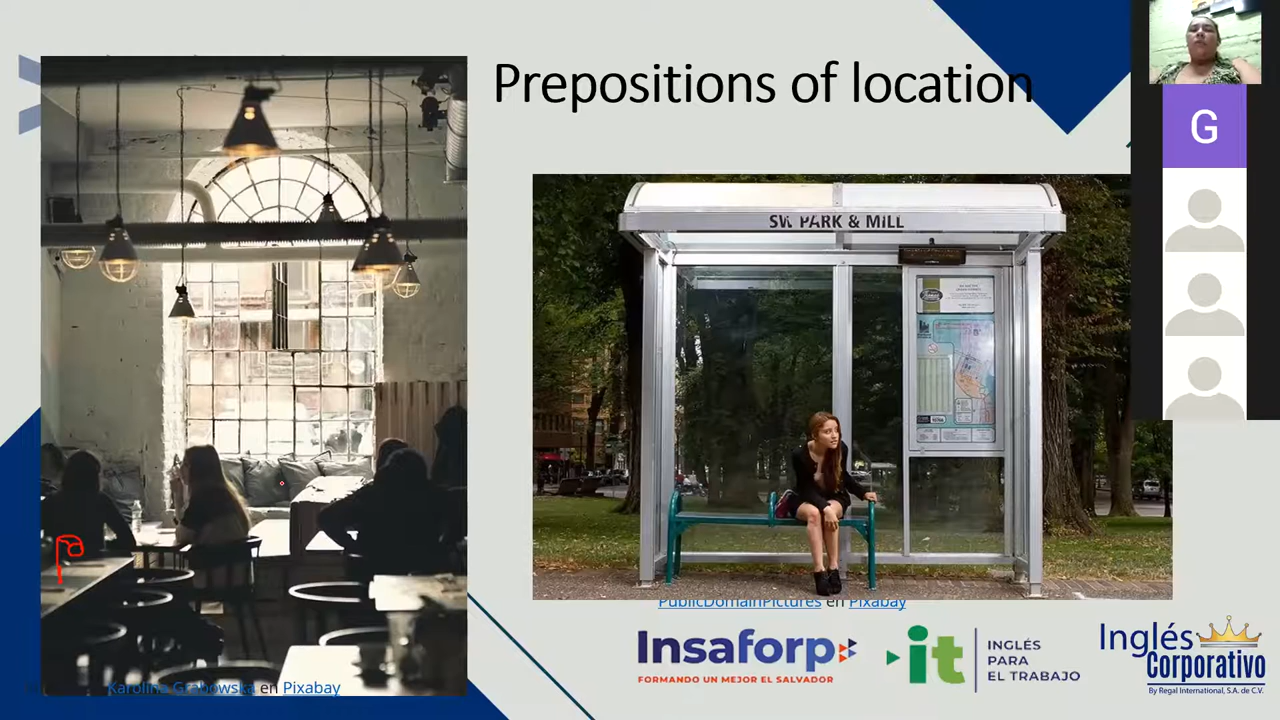 Prepositions of location
G
SW. PARK & MILL
PublicDomainPictures en Pixabay
Karolina Grabowska en Pixabay
Insaforp
FORMANDO UN MEJOR EL SALVADOR
it
INGLÉS
PARA
EL TRABAJO
Inglés
Corporativo
By Regal International, S.A. de C.V.